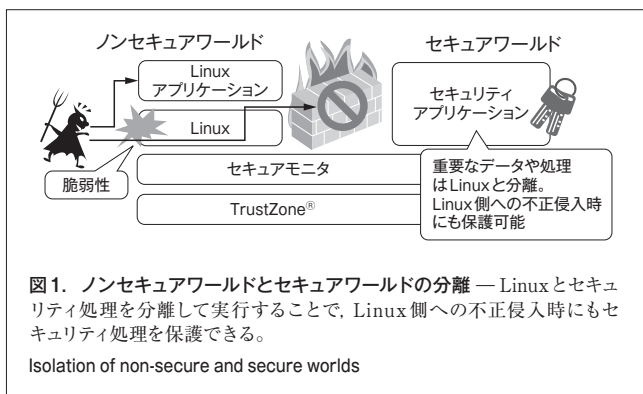 ノンセキュアワールド
セキュアワールド
Linux
アプリケーション
Linux
脆弱性
セキュリティ
アプリケーション
セキュアモニタ
TrustZone®
重要なデータや処理
はLinuxと分離。
Linux側への不正侵入時
にも保護可能
図1. ノンセキュアワールドとセキュアワールドの分離 — Linuxとセキュ
リティ処理を分離して実行することで, Linux側への不正侵入時にもセ
キュリティ処理を保護できる。
Isolation of non-secure and secure worlds